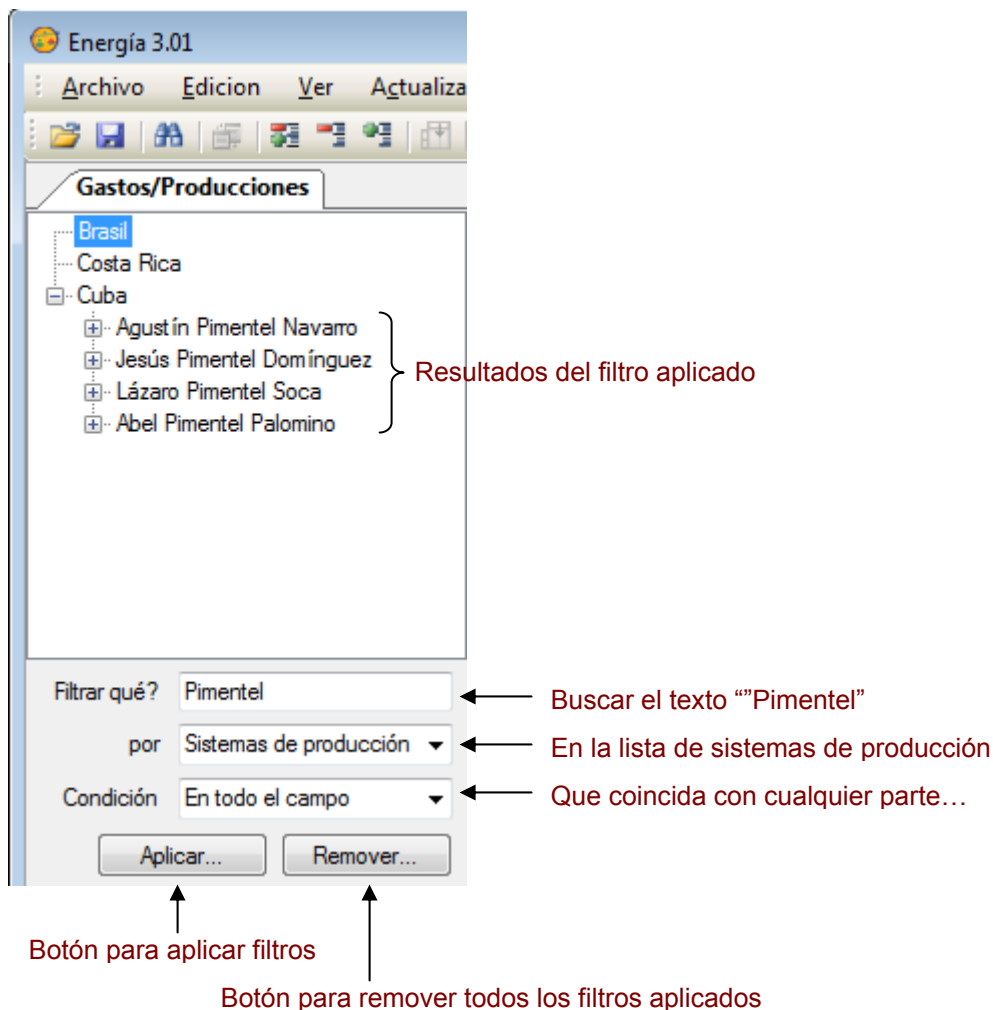 Energía 3.01
Archivo Edicion Ver Actualiza
Gastos/Producciones
Brasil
Costa Rica
Cuba
Agustín Pimentel Navarro
Jesús Pimentel Domínguez
Lázaro Pimentel Soca
Abel Pimentel Palomino
Resultados del filtro aplicado
Filtrar qué? Pimentel
Buscar el texto “”Pimentel”
por Sistemas de producción
En la lista de sistemas de producción
Condición En todo el campo
Que coincida con cualquier parte…
Aplicar... Remover...
Botón para aplicar filtros
Botón para remover todos los filtros aplicados